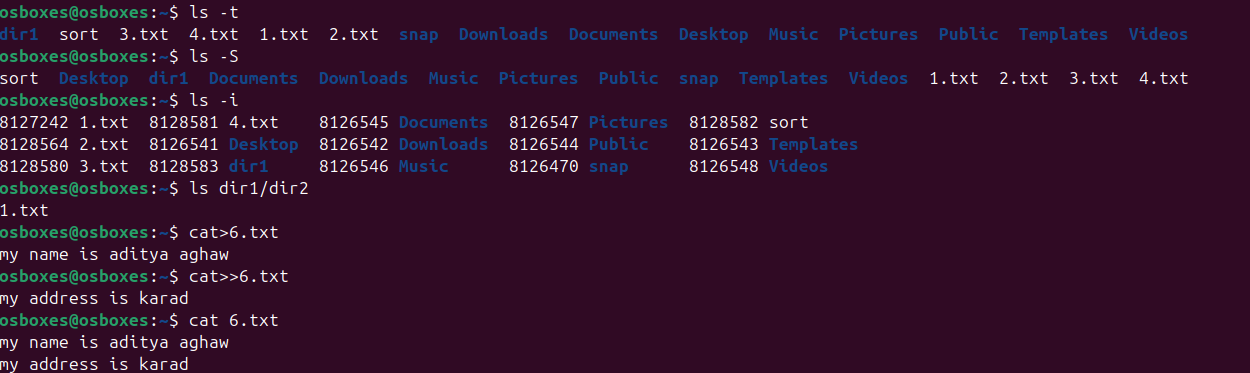 osboxes@osboxes:~$ ls -t
dir1  sort  3.txt  4.txt  1.txt  2.txt  snap  Downloads  Documents  Desktop  Music  Pictures  Public  Templates  Videos
osboxes@osboxes:~$ ls -S
sort  Desktop  dir1  Documents  Downloads  Music  Pictures  Public  snap  Templates  Videos  1.txt  2.txt  3.txt  4.txt
osboxes@osboxes:~$ ls -i
8127242 1.txt  8128581 4.txt    8126545 Documents  8126547 Pictures  8128582 sort
8128564 2.txt  8126541 Desktop  8126542 Downloads  8126544 Public    8126543 Templates
8128580 3.txt  8128583 dir1     8126546 Music      8126470 snap      8126548 Videos
osboxes@osboxes:~$ ls dir1/dir2
1.txt
osboxes@osboxes:~$ cat>6.txt
my name is aditya aghaw
osboxes@osboxes:~$ cat>>6.txt
my address is karad
osboxes@osboxes:~$ cat 6.txt
my name is aditya aghaw
my address is karad